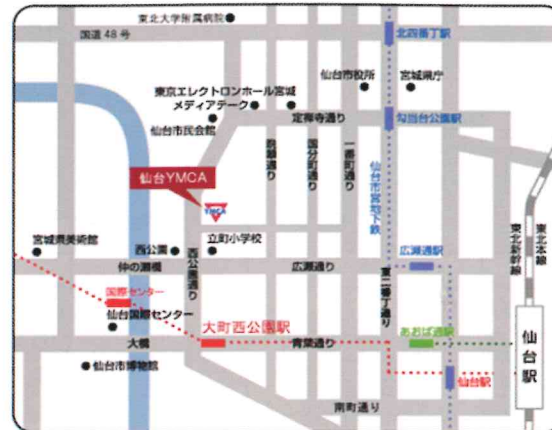 東北大学附属病院
国道48号
北四番丁駅
仙台市役所
宮城県庁
東京エレクトロンホール宮城
メディアテーク
定禅寺通り
勾当台公園駅
仙台市民会館
晩翠通り
国分町通り
一番町通り
仙台市営地下鉄
仙台YMCA
YMCA
宮城県美術館
西公園
立町小学校
西公園通り
東二番丁通り
広瀬通駅
東北新幹線
東北本線
仲の瀬橋
広瀬通り
国際センター
仙台国際センター
大町西公園駅
あおば通駅
大橋
青葉通り
仙台駅
仙台市博物館
仙台駅
南町通り